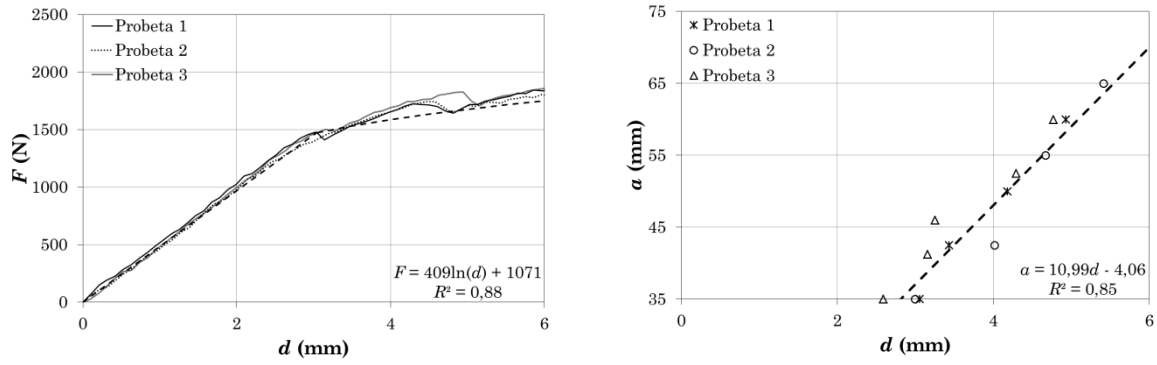 2500
2000
1500
1000
500
0
F (N)
Probeta 1
Probeta 2
Probeta 3
F = 409ln(d) + 1071
R² = 0,88
0 2 4 6
d (mm)
75
65
55
45
35
a (mm)
Probeta 1
Probeta 2
Probeta 3
a = 10,99d - 4,06
R² = 0,85
0 2 4 6
d (mm)